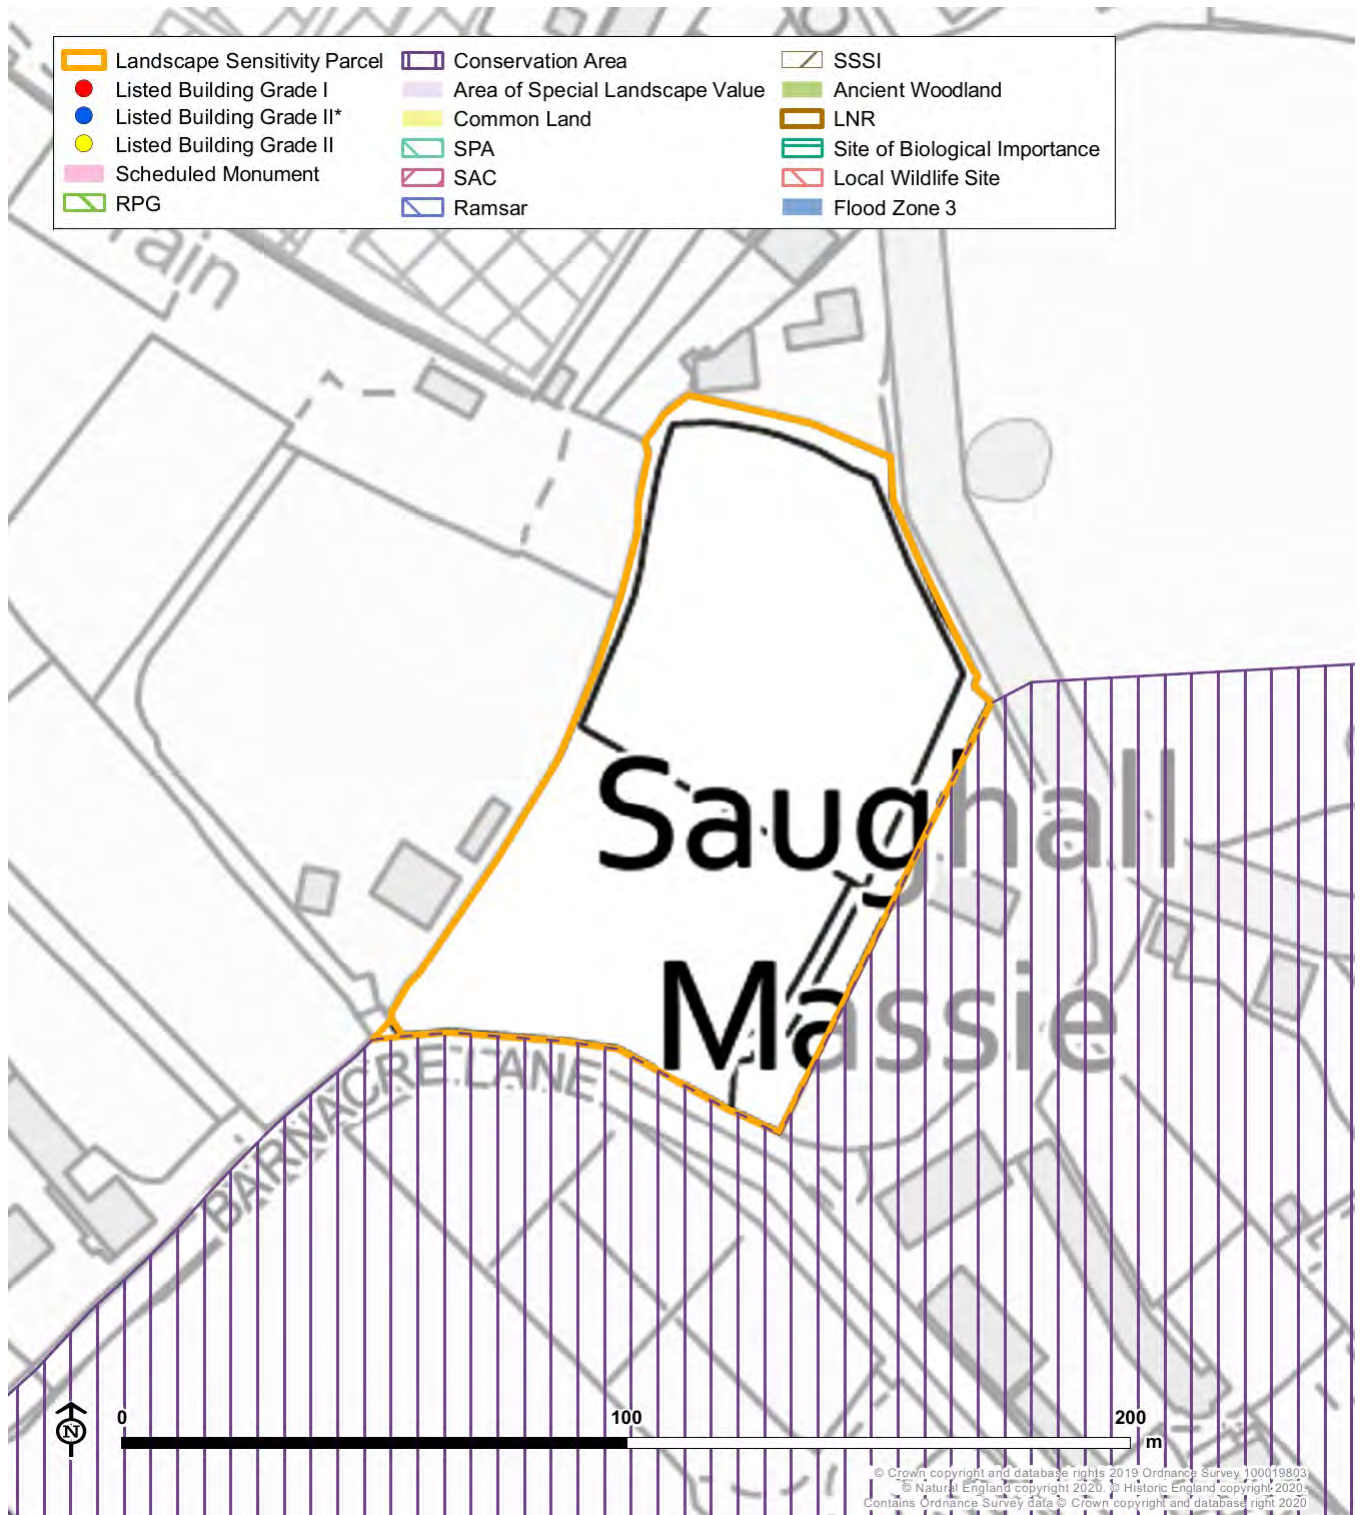 Landscape Sensitivity Parcel
Listed Building Grade I
Listed Building Grade II*
Listed Building Grade II
Scheduled Monument
RPG
Conservation Area
Area of Special Landscape Value
Common Land
SPA
SAC
Ramsar
SSSI
Ancient Woodland
LNR
Site of Biological Importance
Local Wildlife Site
Flood Zone 3
Saughall
Massie
BARNACRE LANE
N
0 100 200 m
© Crown copyright and database rights 2019 Ordnance Survey 100019803
© Natural England copyright 2020. © Historic England copyright 2020.
Contains Ordnance Survey data © Crown copyright and database right 2020